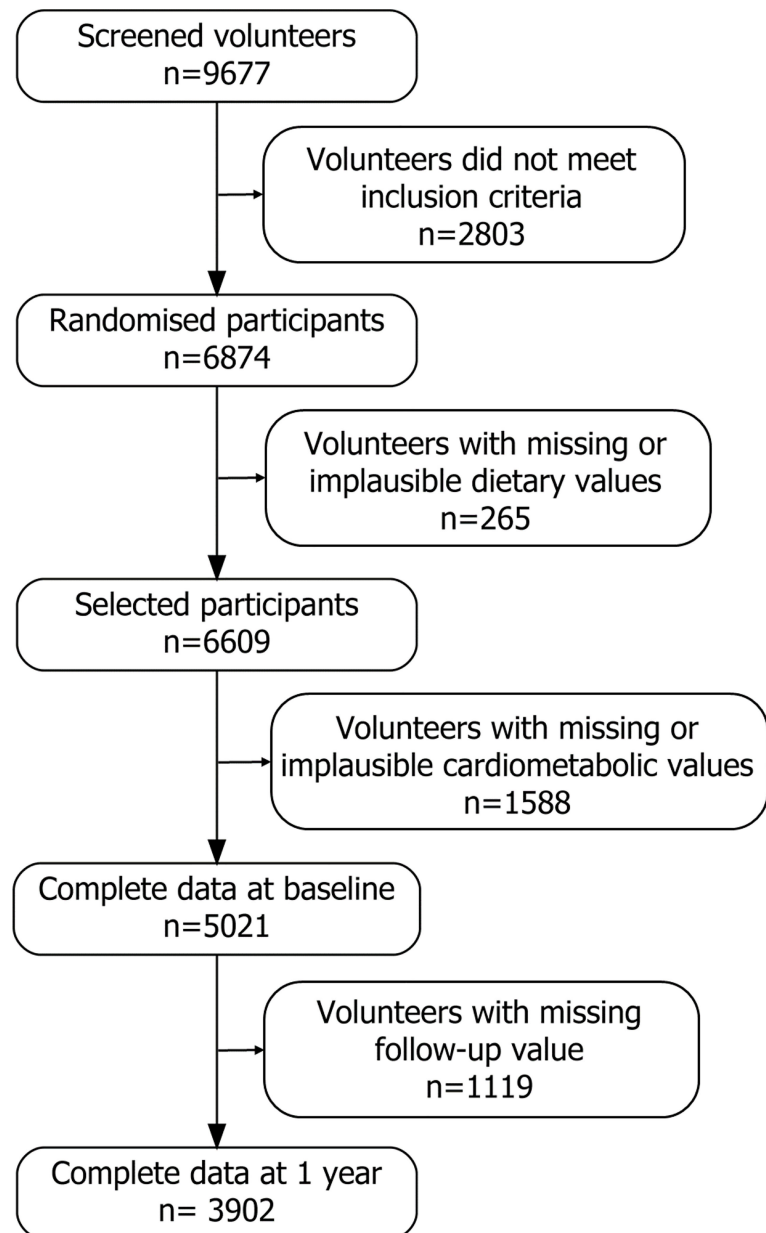 Screened volunteers
n=9677
Volunteers did not meet
inclusion criteria
n=2803
Randomised participants
n=6874
Volunteers with missing or
implausible dietary values
n=265
Selected participants
n=6609
Volunteers with missing or
implausible cardiometabolic values
n=1588
Complete data at baseline
n=5021
Volunteers with missing
follow-up value
n=1119
Complete data at 1 year
n= 3902